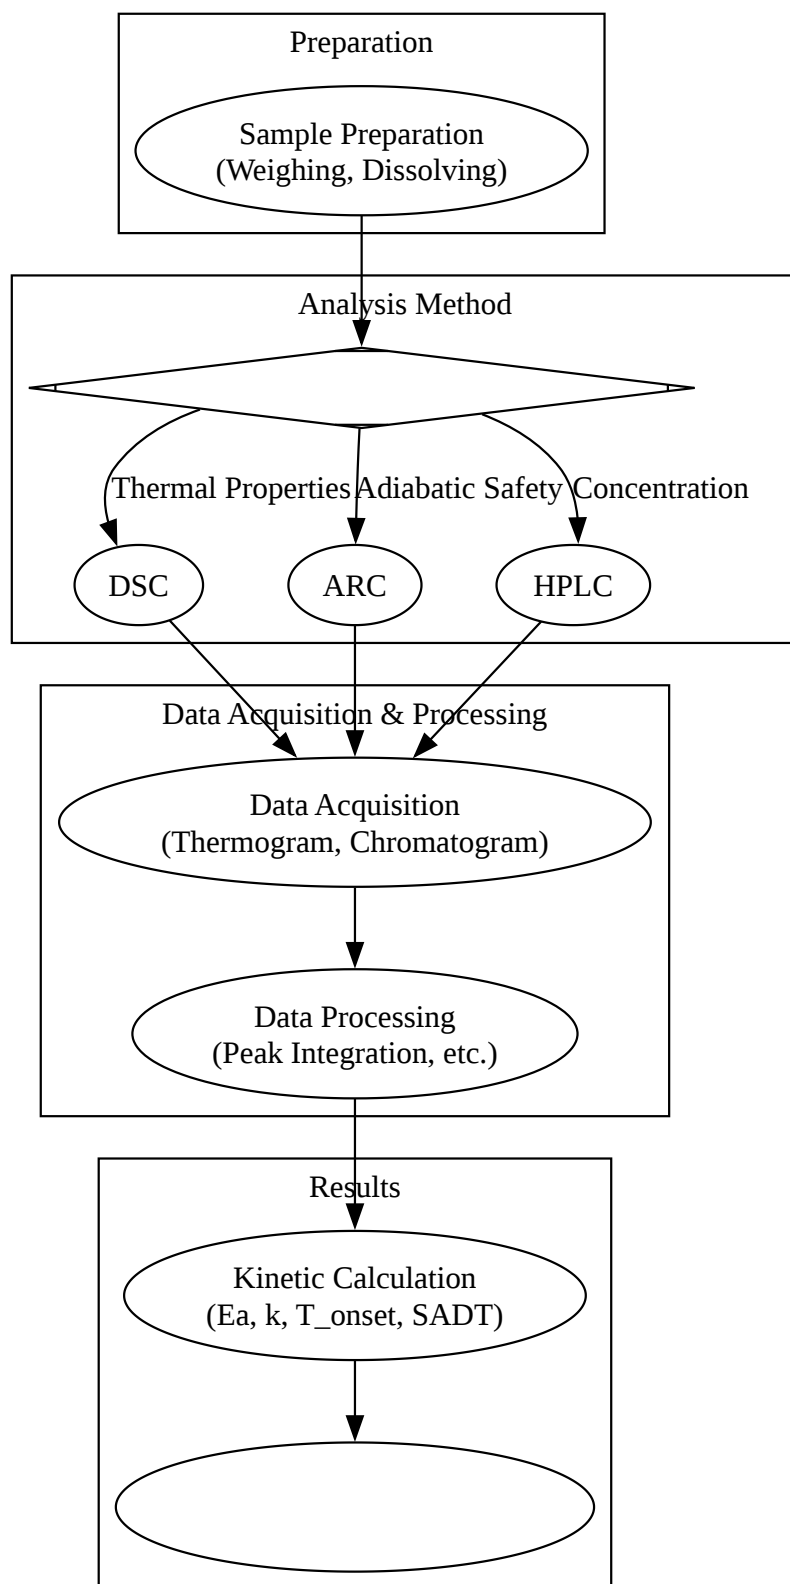 Preparation
Sample Preparation
(Weighing, Dissolving)
Analysis Method
Thermal Properties
Adiabatic Safety
Concentration
DSC
ARC
HPLC
Data Acquisition & Processing
Data Acquisition
(Thermogram, Chromatogram)
Data Processing
(Peak Integration, etc.)
Results
Kinetic Calculation
(Ea, k, T_onset, SADT)